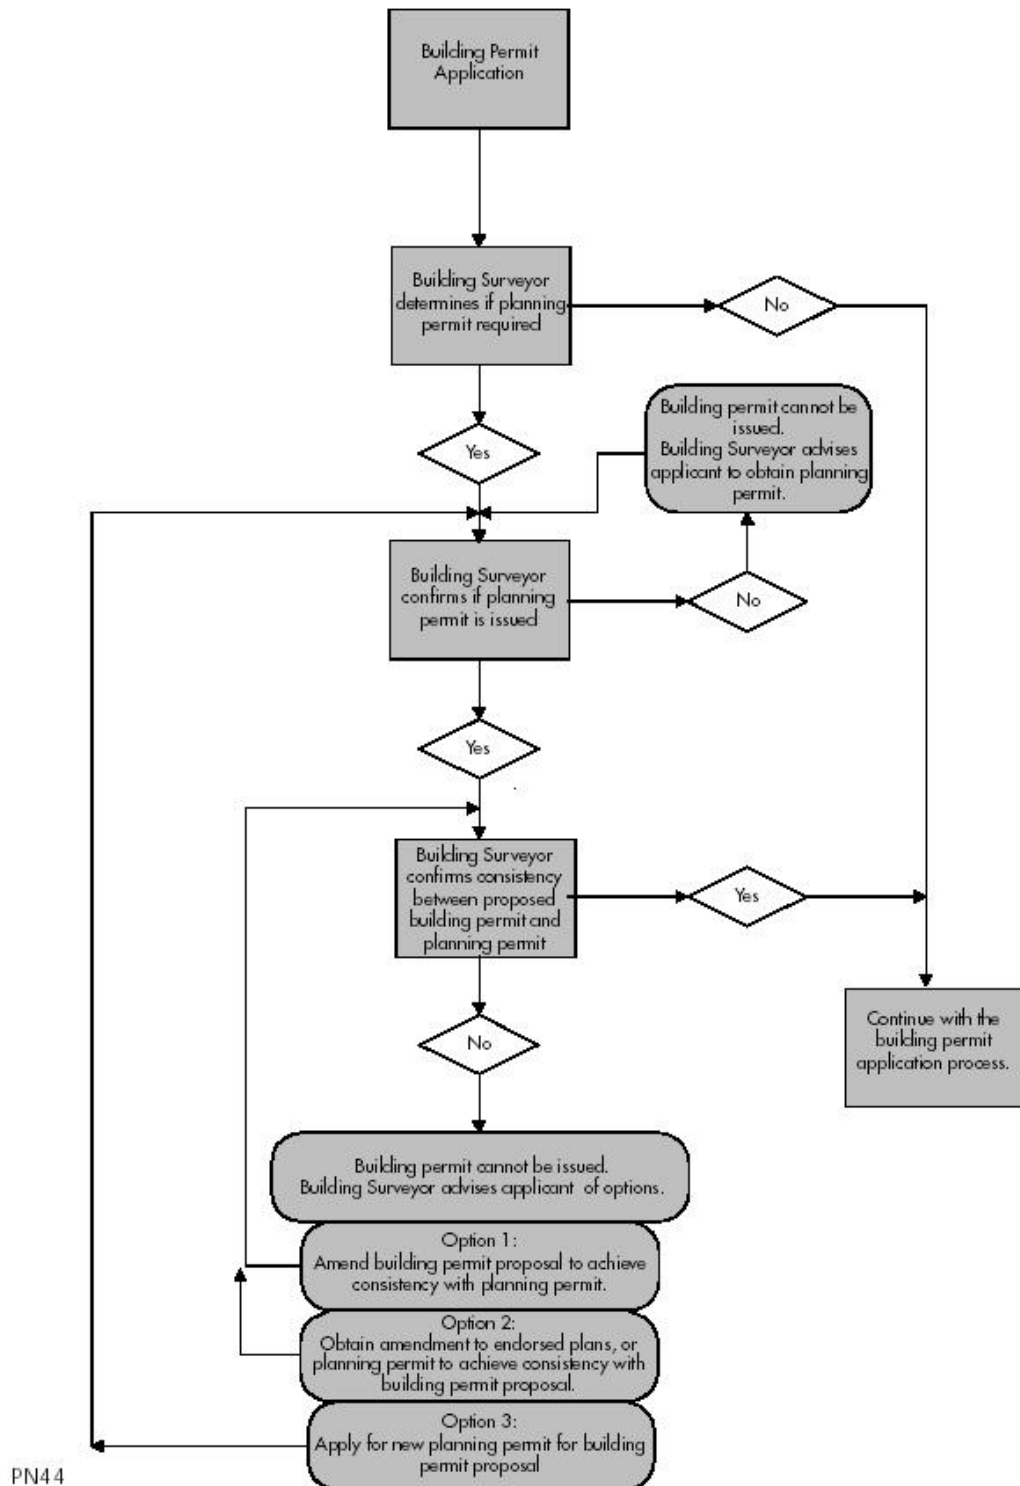 Building Permit
Application
Building Surveyor
determines if planning
permit required
No
Yes
Building permit cannot be
issued.
Building Surveyor advises
applicant to obtain planning
permit.
Building Surveyor
confirms if planning
permit is issued
No
Yes
Building Surveyor
confirms consistency
between proposed
building permit and
planning permit
Yes
No
Continue with the
building permit
application process.
Building permit cannot be issued.
Building Surveyor advises applicant of options.
Option 1:
Amend building permit proposal to achieve
consistency with planning permit.
Option 2:
Obtain amendment to endorsed plans, or
planning permit to achieve consistency with
building permit proposal.
Option 3:
Apply for new planning permit for building
permit proposal
PN44